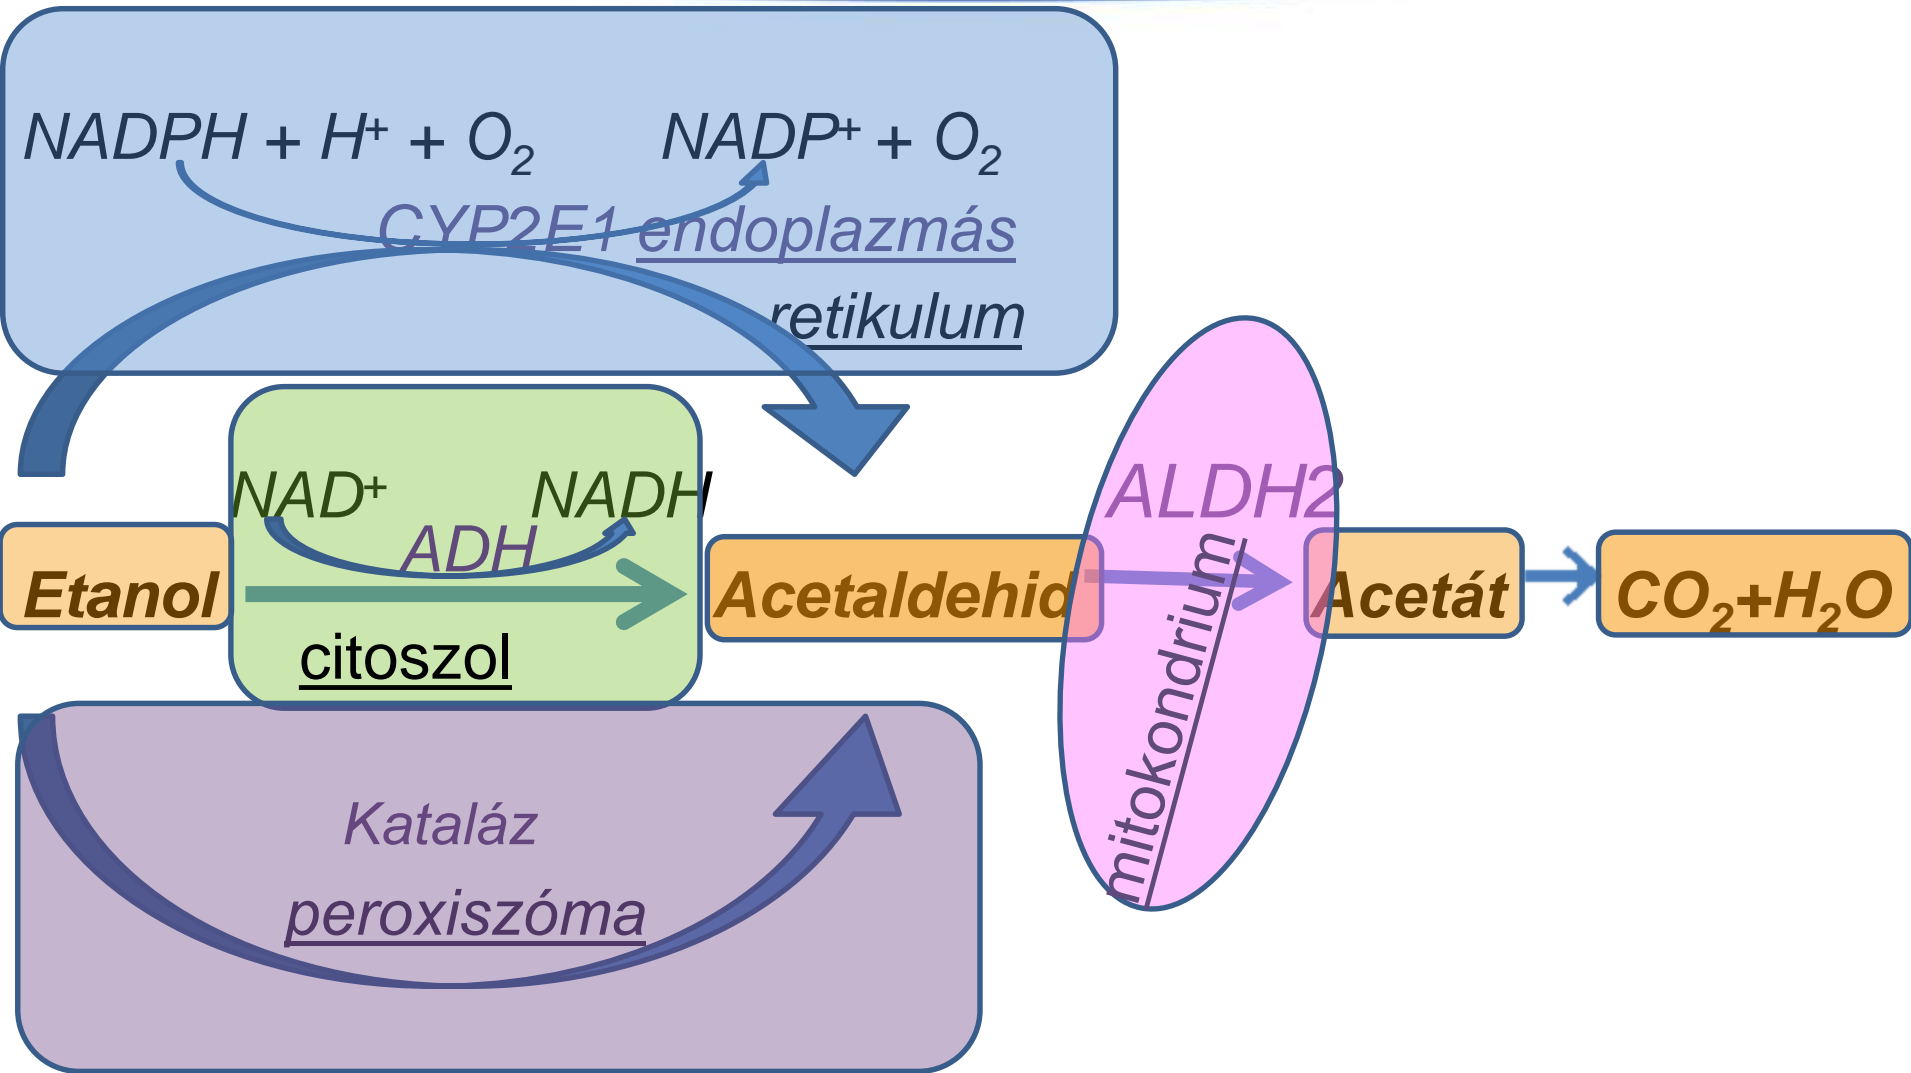 NADPH + H⁺ + O₂ NADP⁺ + O₂
CYP2E1 endoplazmás
retikulum
NAD⁺ NADH
ADH
ALDH2
Etanol
Acetaldehid
Acetát
CO₂+H₂O
citoszol
mitokondrium
Kataláz
peroxiszóma